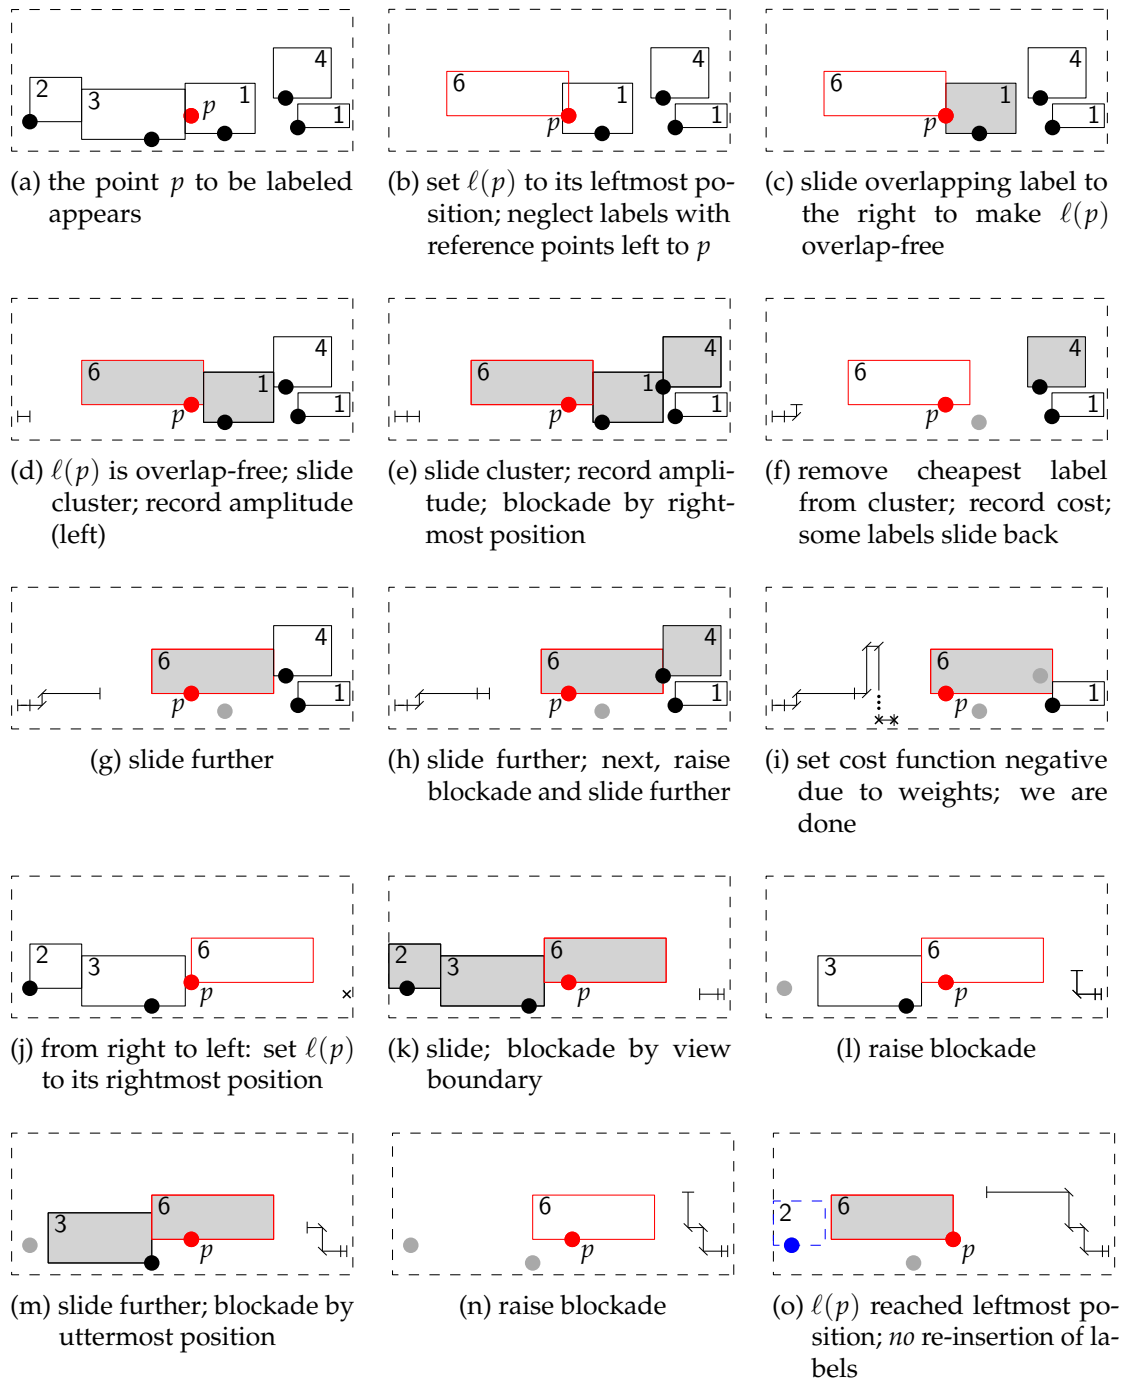 2
3
1
4
1
p
(a) the point p to be labeled
appears
6
1
4
1
p
(b) set ℓ(p) to its leftmost po-
sition; neglect labels with
reference points left to p
6
1
4
1
p
(c) slide overlapping label to
the right to make ℓ(p)
overlap-free
6
1
4
1
p
(d) ℓ(p) is overlap-free; slide
cluster; record amplitude
(left)
6
1
4
1
p
(e) slide cluster; record ampli-
tude; blockade by right-
most position
6
4
1
p
(f) remove cheapest label
from cluster; record cost;
some labels slide back
6
4
1
p
(g) slide further
6
4
1
p
(h) slide further; next, raise
blockade and slide further
6
1
p
(i) set cost function negative
due to weights; we are
done
2
3
6
p
(j) from right to left: set ℓ(p)
to its rightmost position
2
3
6
p
(k) slide; blockade by view
boundary
3
6
p
(l) raise blockade
3
6
p
(m) slide further; blockade by
uttermost position
6
p
(n) raise blockade
2
6
p
(o) ℓ(p) reached leftmost po-
sition; no re-insertion of la-
bels